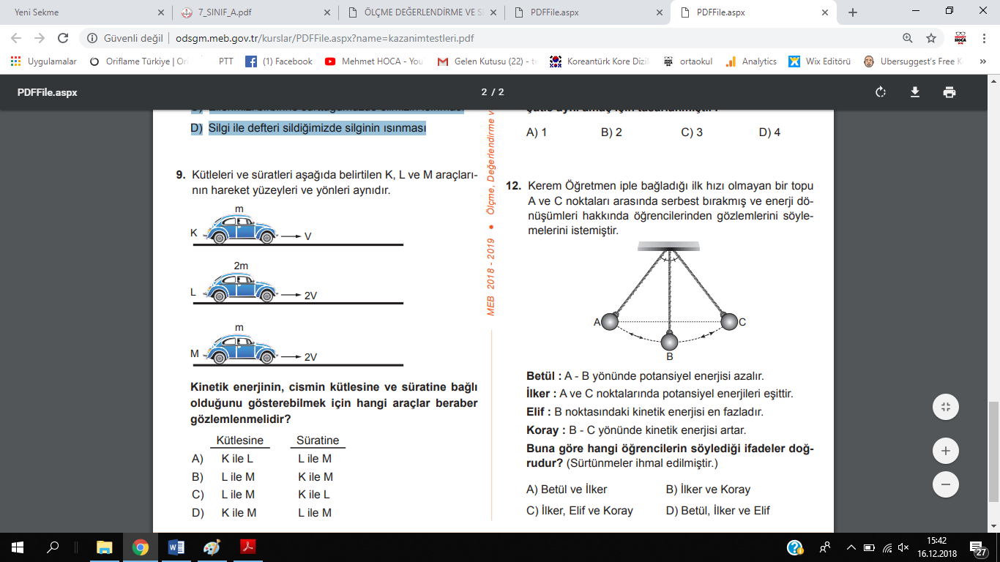 Yeni Sekme
7_SINIF_A.pdf
ÖLÇME DEĞERLENDİRME VE S
PDFFile.aspx
PDFFile.aspx
Güvenli değil | odsgm.meb.gov.tr/kurslar/PDFFile.aspx?name=kazanimtestleri.pdf
Uygulamalar
Oriflame Türkiye | Ori
PTT
(1) Facebook
Mehmet HOCA - You
Gelen Kutusu (22) - te
Koreantürk Kore Dizil
ortaokul
Analytics
Wix Editörü
Ubersuggest's Free K
PDFFile.aspx
2 / 2
D) Silgi ile defteri sildiğimizde silginin ısınması
9. Kütleleri ve süratleri aşağıda belirtilen K, L ve M araçları-
nın hareket yüzeyleri ve yönleri aynıdır.
m
K
V
2m
L
2V
m
M
2V
Kinetik enerjinin, cismin kütlesine ve süratine bağlı
olduğunu gösterebilmek için hangi araçlar beraber
gözlemlenmelidir?
Kütlesine Süratine
A) K ile L L ile M
B) L ile M K ile M
C) L ile M K ile L
D) K ile M L ile M
MEB 2018 - 2019 ● Ölçme, Değerlendirme v
A) 1 B) 2 C) 3 D) 4
12. Kerem Öğretmen iple bağladığı ilk hızı olmayan bir topu
A ve C noktaları arasında serbest bırakmış ve enerji dö-
nüşümleri hakkında öğrencilerinden gözlemlerini söyle-
melerini istemiştir.
A
C
B
Betül : A - B yönünde potansiyel enerjisi azalır.
İlker : A ve C noktalarında potansiyel enerjileri eşittir.
Elif : B noktasındaki kinetik enerjisi en fazladır.
Koray : B - C yönünde kinetik enerjisi artar.
Buna göre hangi öğrencilerin söylediği ifadeler doğ-
rudur? (Sürtünmeler ihmal edilmiştir.)
A) Betül ve İlker B) İlker ve Koray
C) İlker, Elif ve Koray D) Betül, İlker ve Elif
15:42
16.12.2018
27